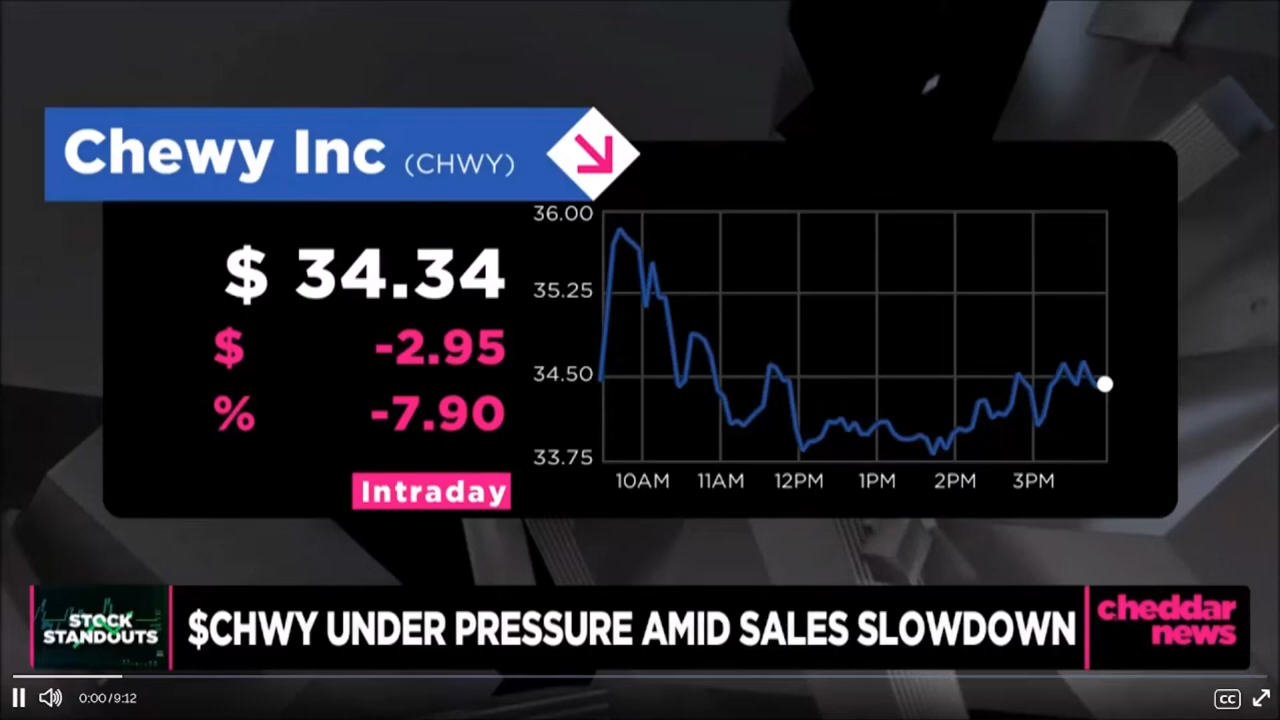 Chewy Inc (CHWY)
$ 34.34
$ -2.95
% -7.90
Intraday
36.00
35.25
34.50
33.75
10AM 11AM 12PM 1PM 2PM 3PM
STOCK
STANDOUTS
$CHWY UNDER PRESSURE AMID SALES SLOWDOWN
cheddar
news
0:00/9:12
CC